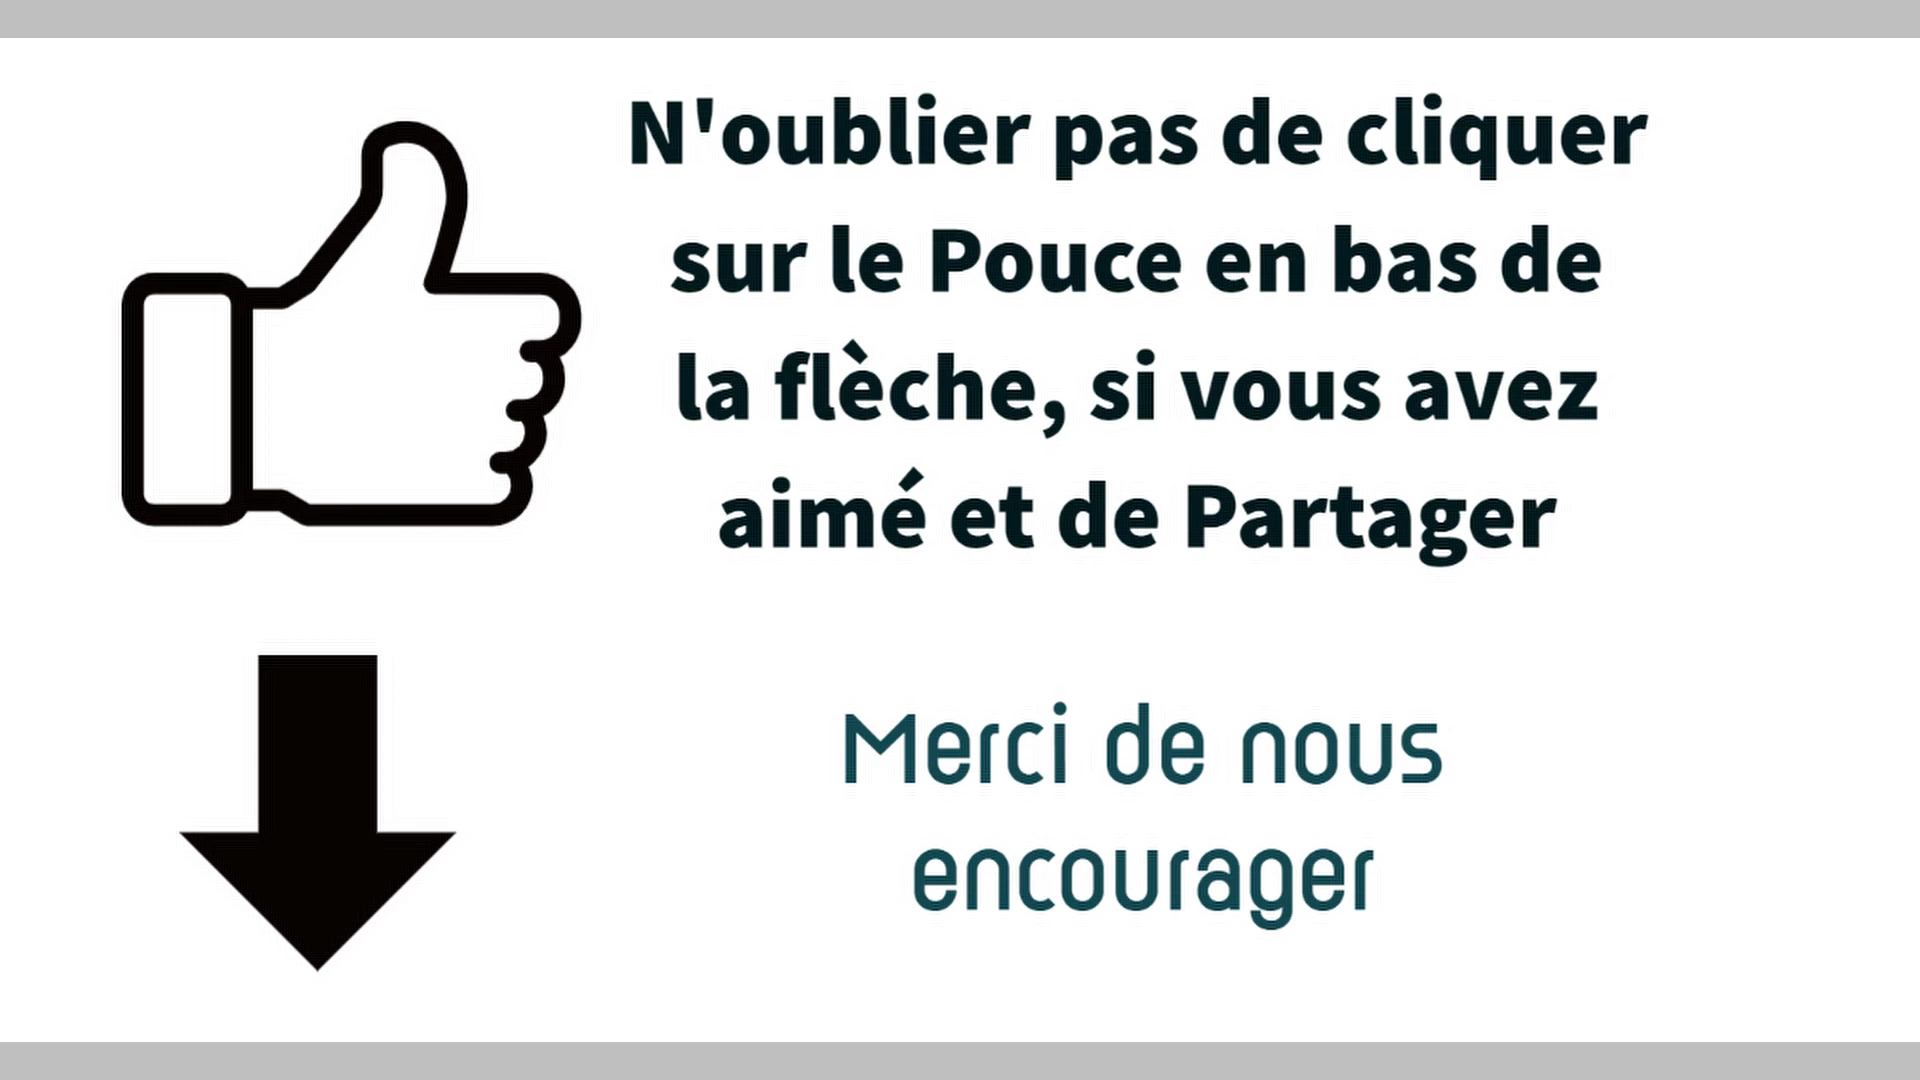 N'oublier pas de cliquer
sur le Pouce en bas de
la flèche, si vous avez
aimé et de Partager
Merci de nous
encourager